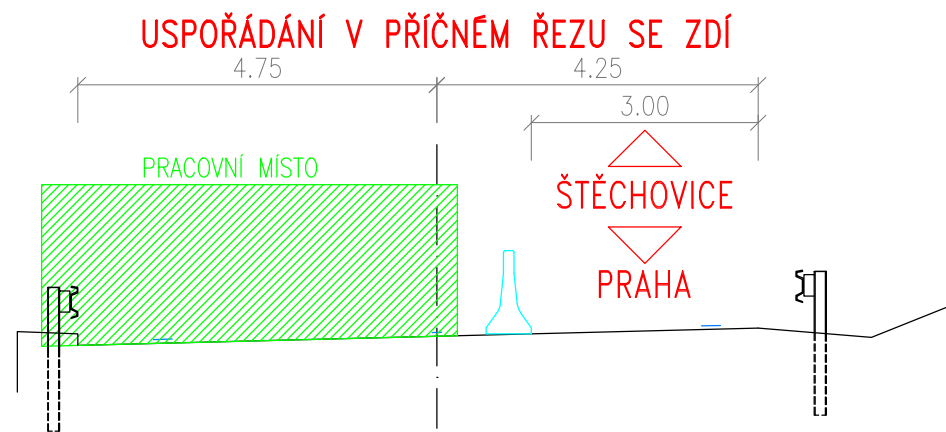 USPOŘÁDÁNÍ V PŘÍČNÉM ŘEZU SE ZDÍ
4.75 4.25
3.00
PRACOVNÍ MÍSTO
ŠTĚCHOVICE
PRAHA